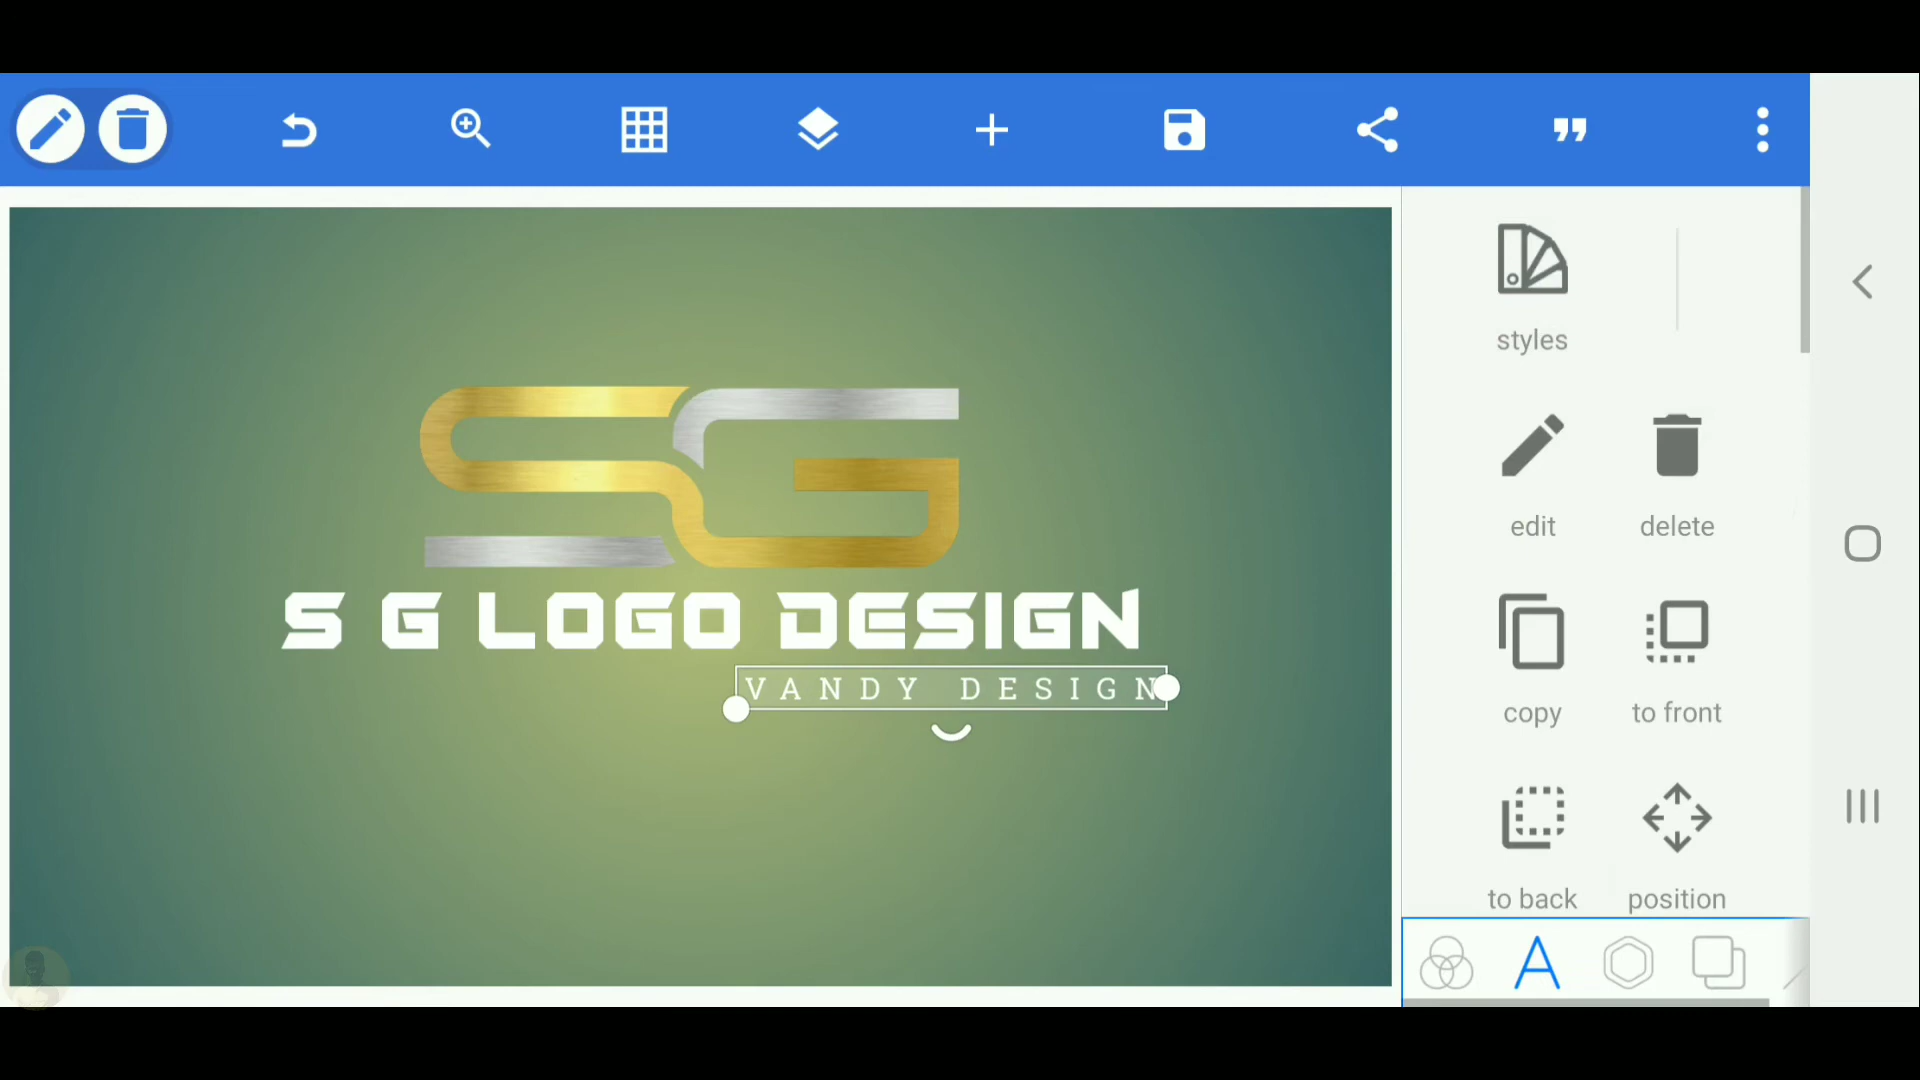 SG
S G LOGO DESIGN
VANDY DESIGN
styles
edit
delete
copy
to front
to back
position